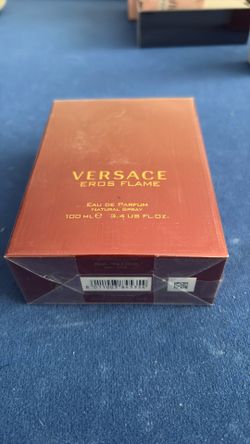 VERSACE
EROS FLAME
EAU DE PARFUM
NATURAL SPRAY
100 ML ℮ 3.4 US FL.OZ.